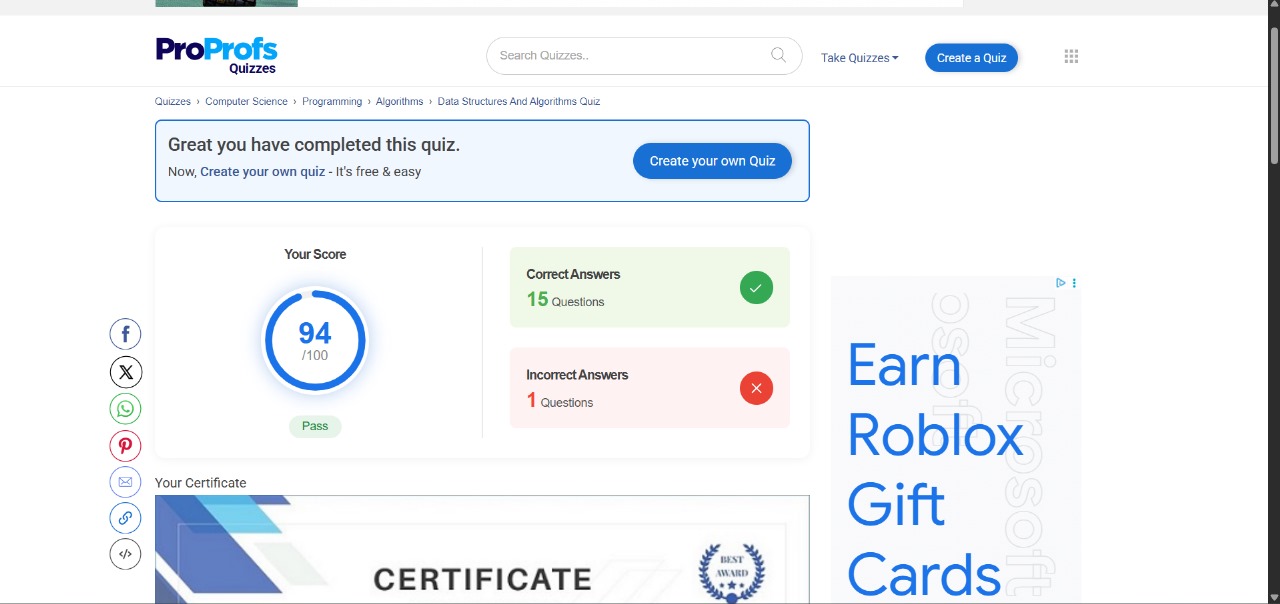 ProProfs
Quizzes
Search Quizzes..
Take Quizzes
Create a Quiz
Quizzes › Computer Science › Programming › Algorithms › Data Structures And Algorithms Quiz
Great you have completed this quiz.
Now, Create your own quiz - It's free & easy
Create your own Quiz
Your Score
94
/100
Pass
Correct Answers
15 Questions
Incorrect Answers
1 Questions
Your Certificate
CERTIFICATE
BEST
AWARD
Microsoft
osoft
Earn
Roblox
Gift
Cards